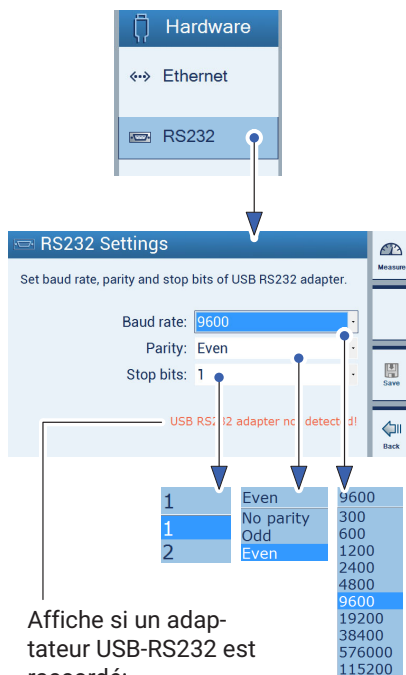 Hardware
Ethernet
RS232
RS232 Settings
Measure
Set baud rate, parity and stop bits of USB RS232 adapter.
Baud rate: 9600
Parity: Even
Stop bits: 1
Save
USB RS232 adapter not detected!
Back
1
1
2
Even
No parity
Odd
Even
9600
300
600
1200
2400
4800
9600
19200
38400
576000
115200
Affiche si un adap-
tateur USB-RS232 est